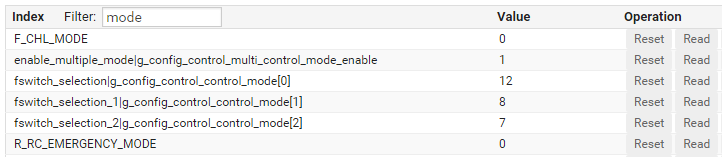 Index Filter: mode Value Operation
F_CHL_MODE 0 Reset Read
enable_multiple_mode|g_config_control_multi_control_mode_enable 1 Reset Read
fswitch_selection|g_config_control_control_mode[0] 12 Reset Read
fswitch_selection_1|g_config_control_control_mode[1] 8 Reset Read
fswitch_selection_2|g_config_control_control_mode[2] 7 Reset Read
R_RC_EMERGENCY_MODE 0 Reset Read